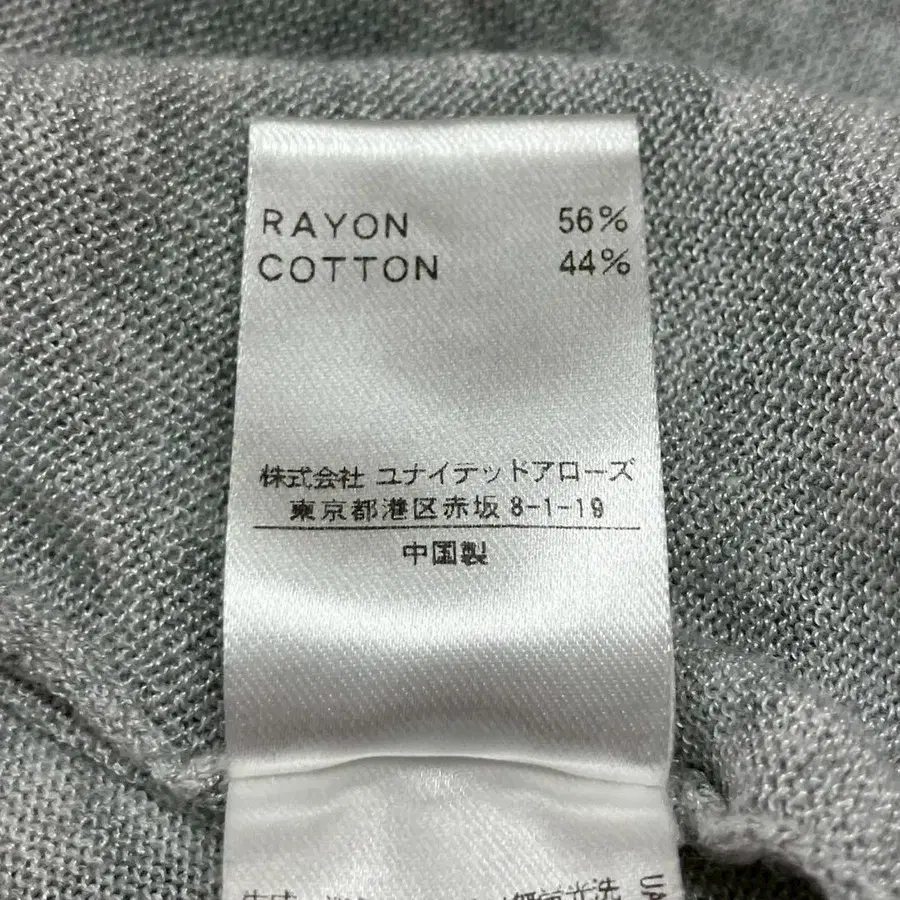 RAYON 56%
COTTON 44%
株式会社 ユナイテッドアローズ
東京都港区赤坂8-1-19
中国製